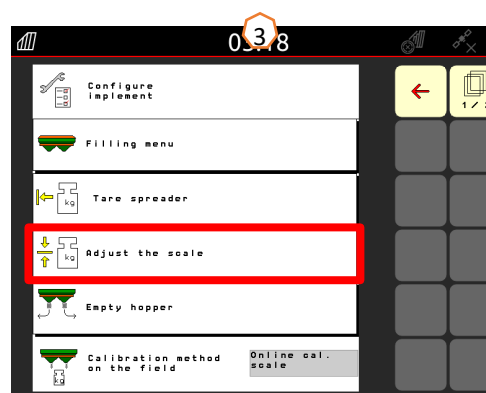 3
Configure
implement
1 /
Filling menu
kg
Tare spreader
kg
Adjust the scale
Empty hopper
Calibration method
on the field
Online cal.
scale
kg